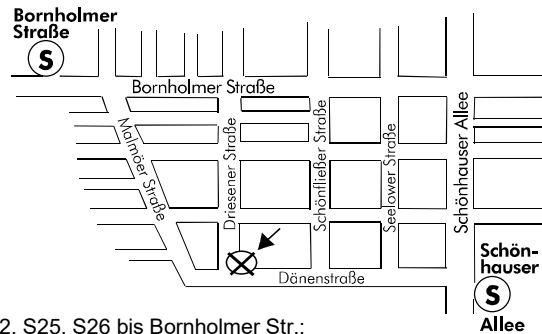 Bornholmer
Straße
S
Bornholmer Straße
Malmöer Straße
Driesener Straße
Schönfließer Straße
Seelower Straße
Schönhauser Allee
Dänenstraße
Schön-
hauser
S
Allee
2, S25, S26 bis Bornholmer Str.: